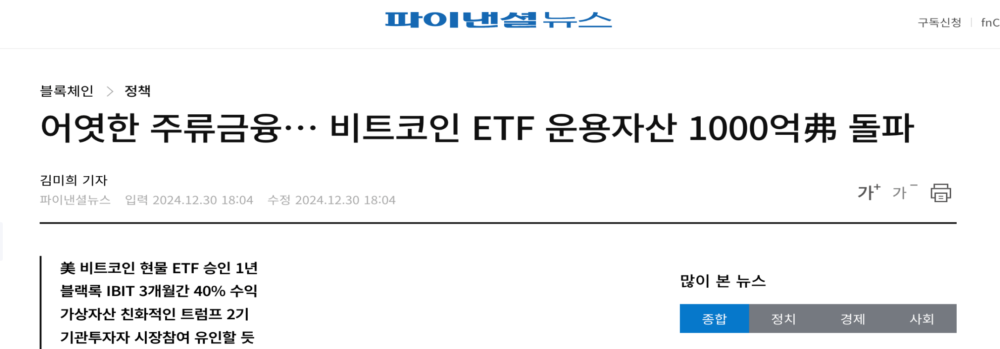 파이낸셜뉴스
구독신청 fnC
블록체인 > 정책
어엿한 주류금융… 비트코인 ETF 운용자산 1000억弗 돌파
김미희 기자
파이낸셜뉴스 입력 2024.12.30 18:04 수정 2024.12.30 18:04
가+ 가-
美 비트코인 현물 ETF 승인 1년
블랙록 IBIT 3개월간 40% 수익
가상자산 친화적인 트럼프 2기
기관투자자 시장참여 유인할 듯
많이 본 뉴스
종합 정치 경제 사회